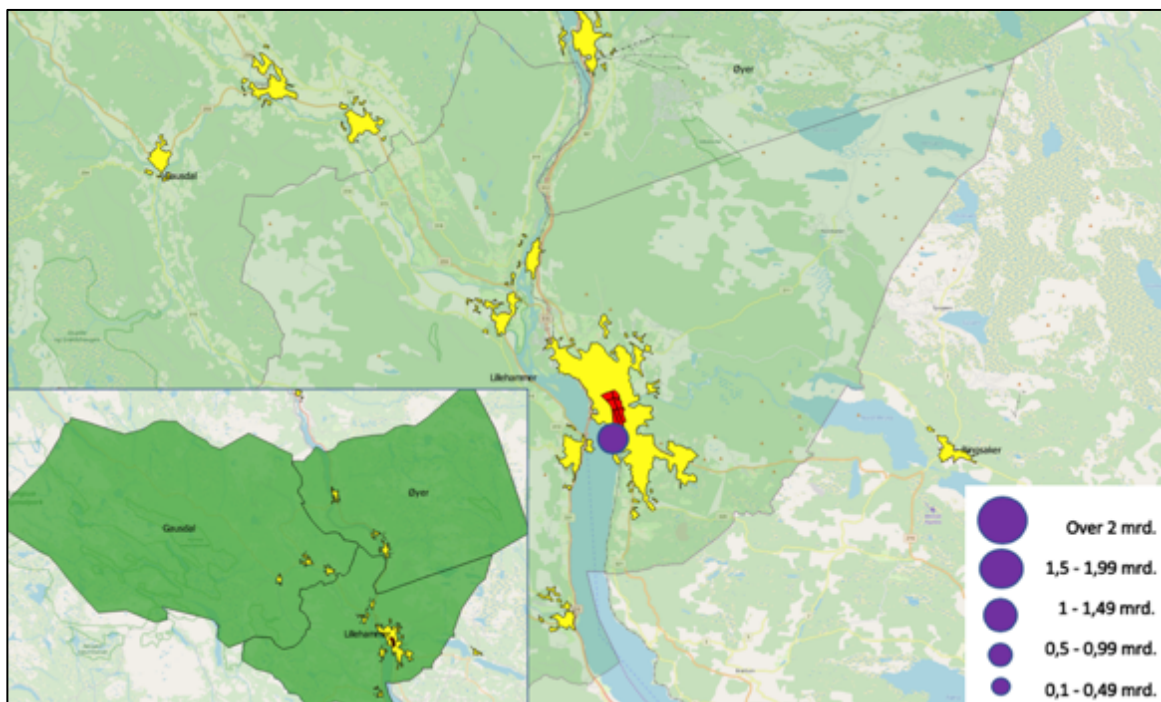 Øyer
Gausdal
Lillehammer
Ringsaker
Øyer
Gausdal
Lillehammer
Over 2 mrd.
1,5 - 1,99 mrd.
1 - 1,49 mrd.
0,5 - 0,99 mrd.
0,1 - 0,49 mrd.